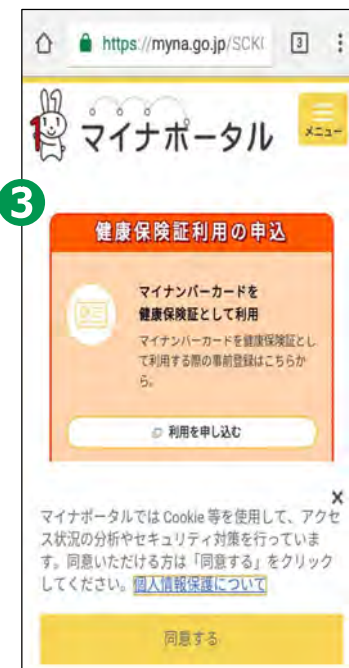 https://myna.go.jp/SCK(
3
マイナポータル
メニュー
3
健康保険証利用の申込
マイナンバーカードを
健康保険証として利用
マイナンバーカードを健康保険証とし
て利用する際の事前登録はこちらか
ら。
利用を申し込む
×
マイナポータルでは Cookie 等を使用して、アクセ
ス状況の分析やセキュリティ対策を行っていま
す。同意いただける方は「同意する」をクリック
してください。個人情報保護について
同意する